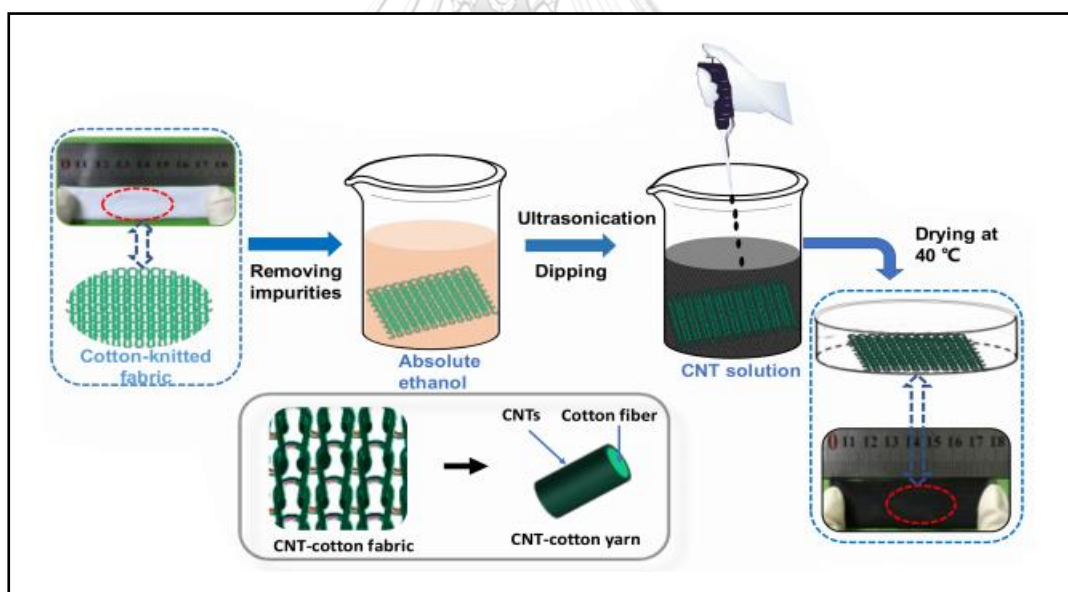 0 11 12 13 14 15 16 17 18
Cotton-knitted
fabric
Removing
impurities
Absolute
ethanol
Ultrasonication
Dipping
CNT solution
Drying at
40 ℃
0 11 12 13 14 15 16 17 18
CNTs
Cotton fiber
CNT-cotton fabric
CNT-cotton yarn